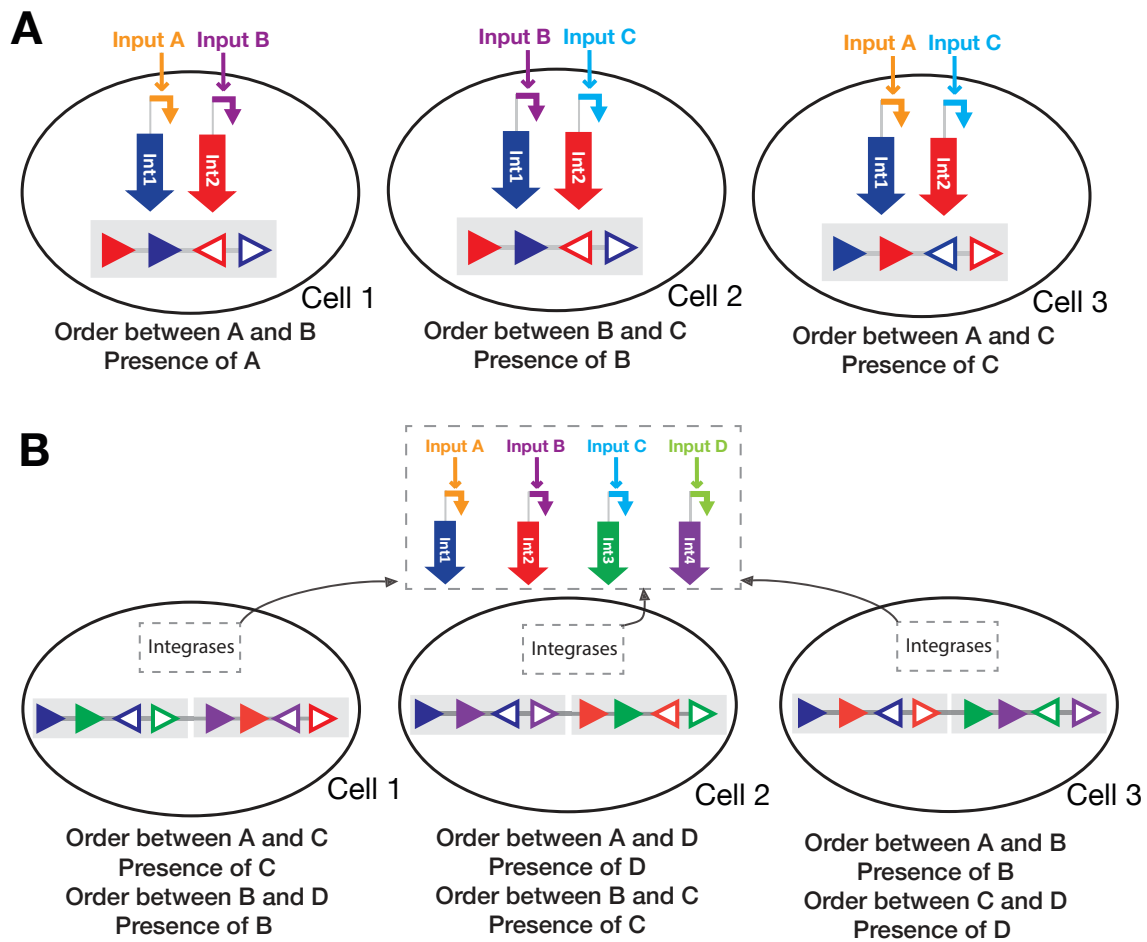 A
Input A Input B
Input B Input C
Input A Input C
Int1 Int2
Int1 Int2
Int1 Int2
Cell 1
Cell 2
Cell 3
Order between A and B
Presence of A
Order between B and C
Presence of B
Order between A and C
Presence of C
B
Input A Input B Input C Input D
Int1 Int2 Int3 Int4
Integrases
Integrases
Integrases
Cell 1
Cell 2
Cell 3
Order between A and C
Presence of C
Order between B and D
Presence of B
Order between A and D
Presence of D
Order between B and C
Presence of C
Order between A and B
Presence of B
Order between C and D
Presence of D